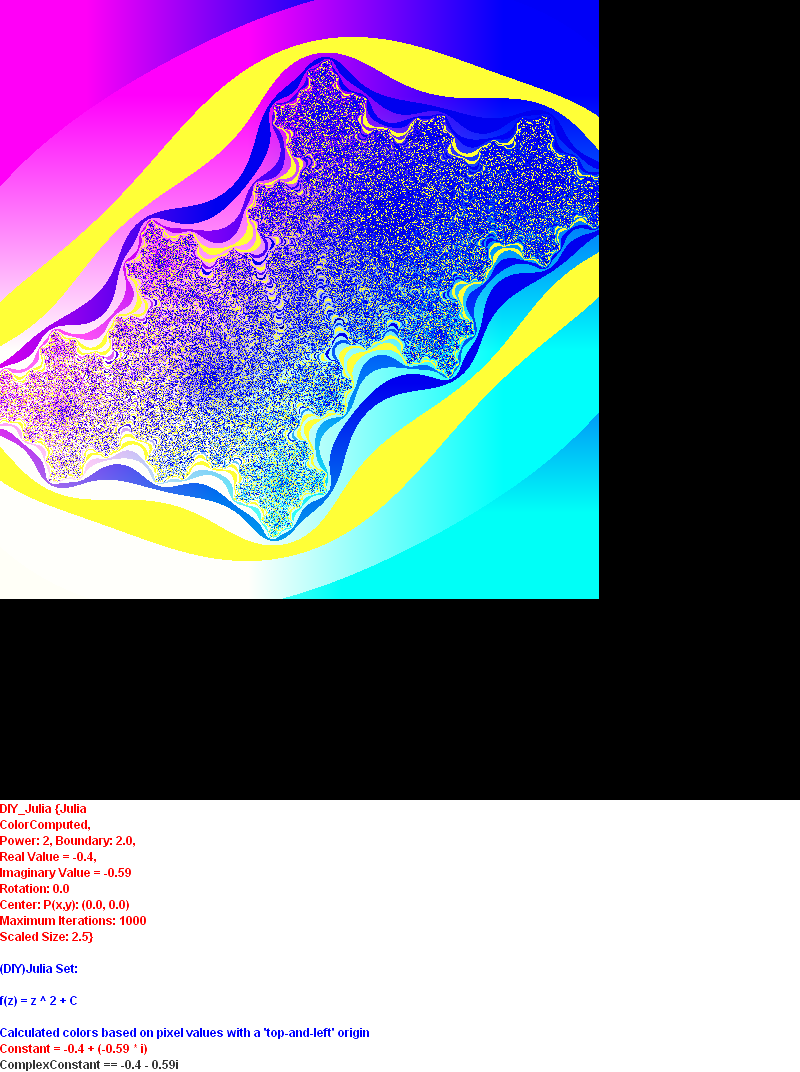 DIY_Julia {Julia
ColorComputed,
Power: 2, Boundary: 2.0,
Real Value = -0.4,
Imaginary Value = -0.59
Rotation: 0.0
Center: P(x,y): (0.0, 0.0)
Maximum Iterations: 1000
Scaled Size: 2.5}
(DIY)Julia Set:
f(z) = z ^ 2 + C
Calculated colors based on pixel values with a 'top-and-left' origin
Constant = -0.4 + (-0.59 * i)
ComplexConstant == -0.4 - 0.59i